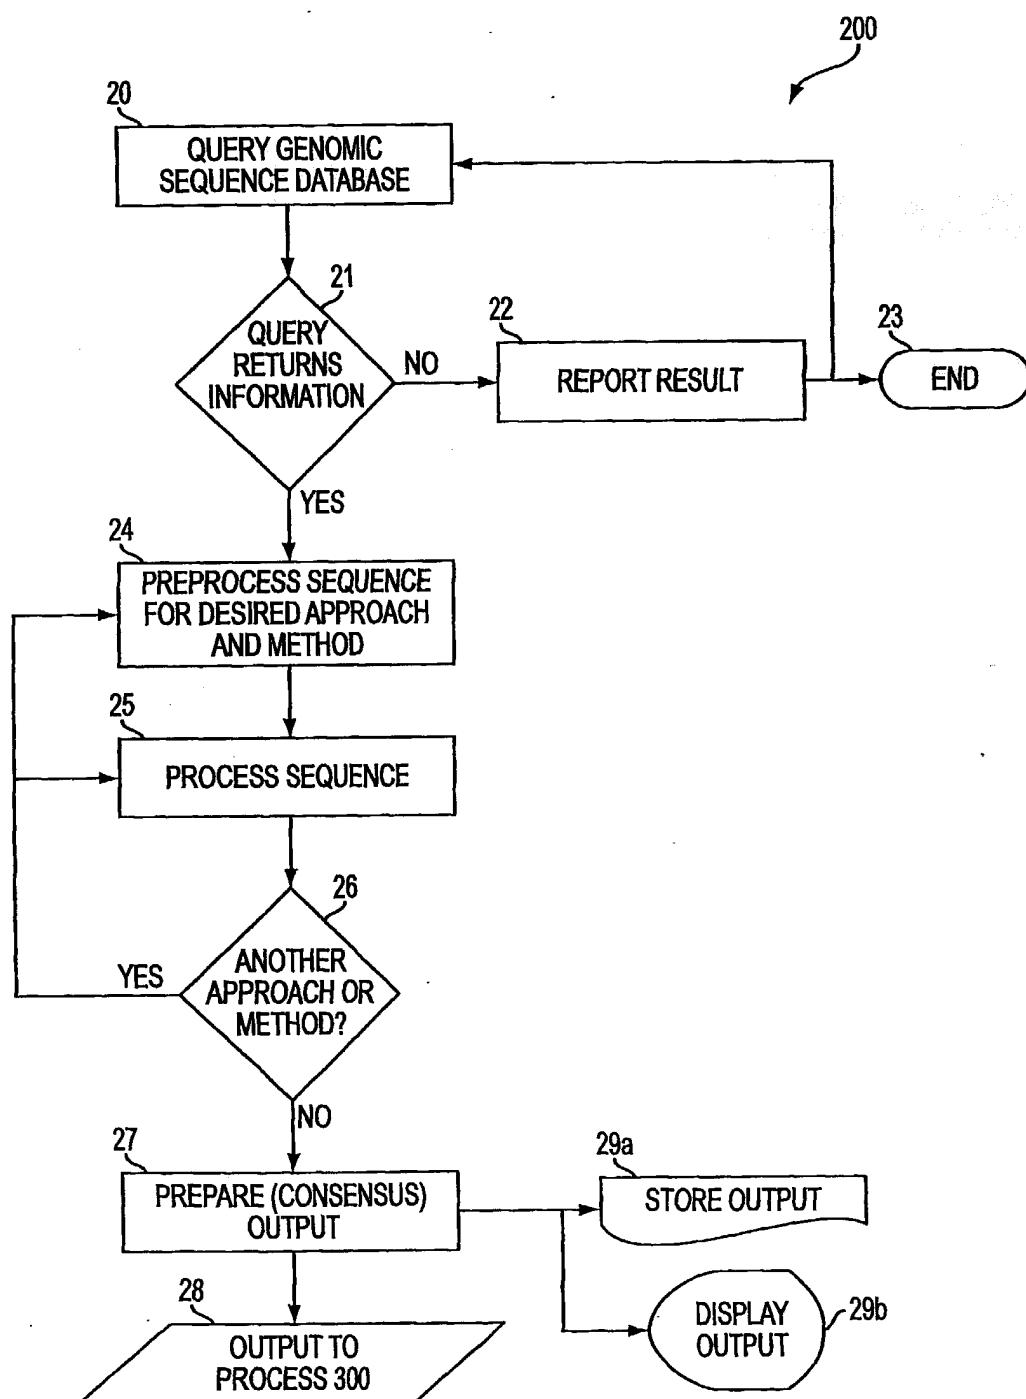 200
20
QUERY GENOMIC
SEQUENCE DATABASE
21
QUERY
RETURNS
INFORMATION
NO
22
REPORT RESULT
23
END
YES
24
PREPROCESS SEQUENCE
FOR DESIRED APPROACH
AND METHOD
25
PROCESS SEQUENCE
26
ANOTHER
APPROACH OR
METHOD?
YES
NO
27
PREPARE (CONSENSUS)
OUTPUT
29a
STORE OUTPUT
28
OUTPUT TO
PROCESS 300
DISPLAY
OUTPUT
29b